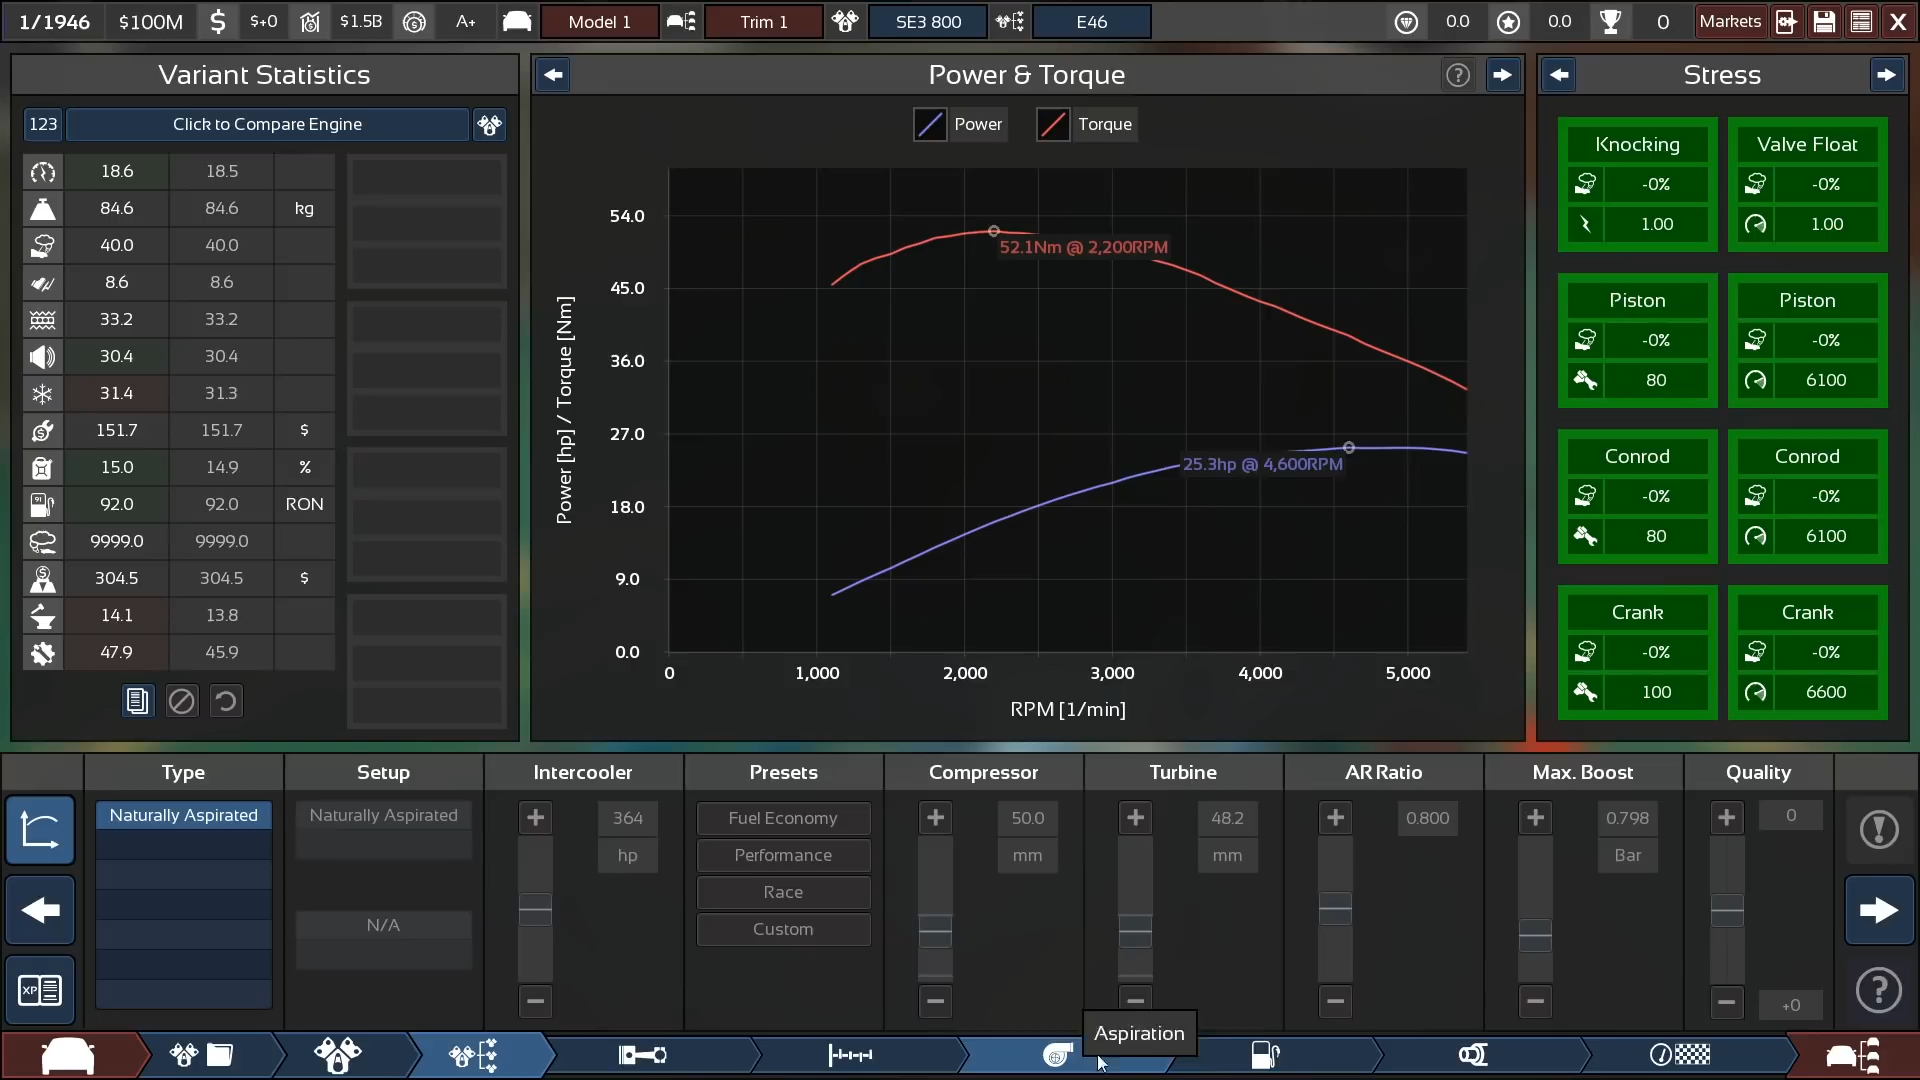 1/1946 $100M $+0 $1.5B A+ Model 1 Trim 1 SE3 800 E46 0.0 0.0 0 Markets X
Variant Statistics
123 Click to Compare Engine
18.6 18.5
84.6 84.6 kg
40.0 40.0
8.6 8.6
33.2 33.2
30.4 30.4
31.4 31.3
151.7 151.7 $
15.0 14.9 %
92.0 92.0 RON
9999.0 9999.0
304.5 304.5 $
14.1 13.8
47.9 45.9
Power & Torque ?
Power Torque
Power [hp] / Torque [Nm]
54.0
45.0
36.0
27.0
18.0
9.0
0.0
52.1Nm @ 2,200RPM
25.3hp @ 4,600RPM
0 1,000 2,000 3,000 4,000 5,000
RPM [1/min]
Stress
Knocking Valve Float
-0% -0%
1.00 1.00
Piston Piston
-0% -0%
80 6100
Conrod Conrod
-0% -0%
80 6100
Crank Crank
-0% -0%
100 6600
Type Setup Intercooler Presets Compressor Turbine AR Ratio Max. Boost Quality
Naturally Aspirated Naturally Aspirated + 364 Fuel Economy + 50.0 + 48.2 + 0.800 + 0.798 + 0
hp Performance mm mm Bar
Race
N/A Custom
XP − − − − − − +0 ?
Aspiration